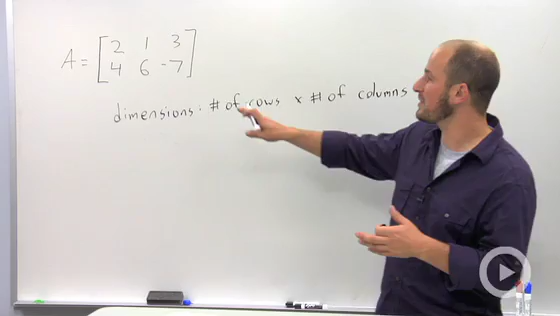 A = [2 1 3
4 6 -7]
dimensions: # of rows x # of columns